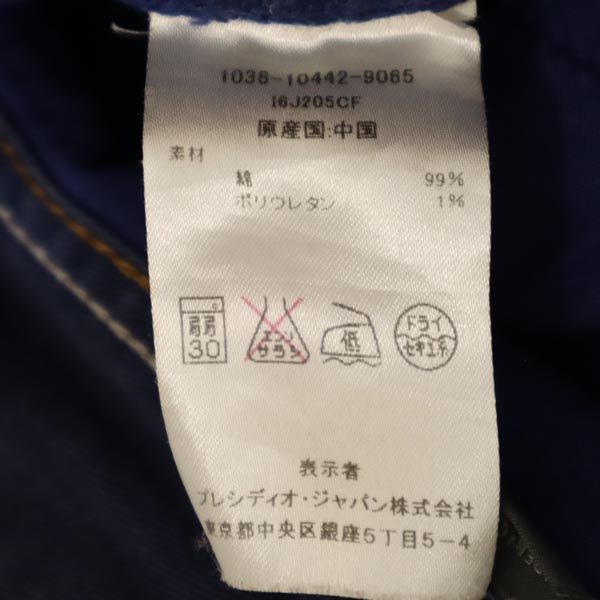 1036-10442-9065
I6J205CF
原産国:中国
素材
綿 99%
ポリウレタン 1%
弱
30
エンソ
サラシ
低
ドライ
セキユ系
表示者
プレシディオ・ジャパン株式会社
東京都中央区銀座5丁目5-4